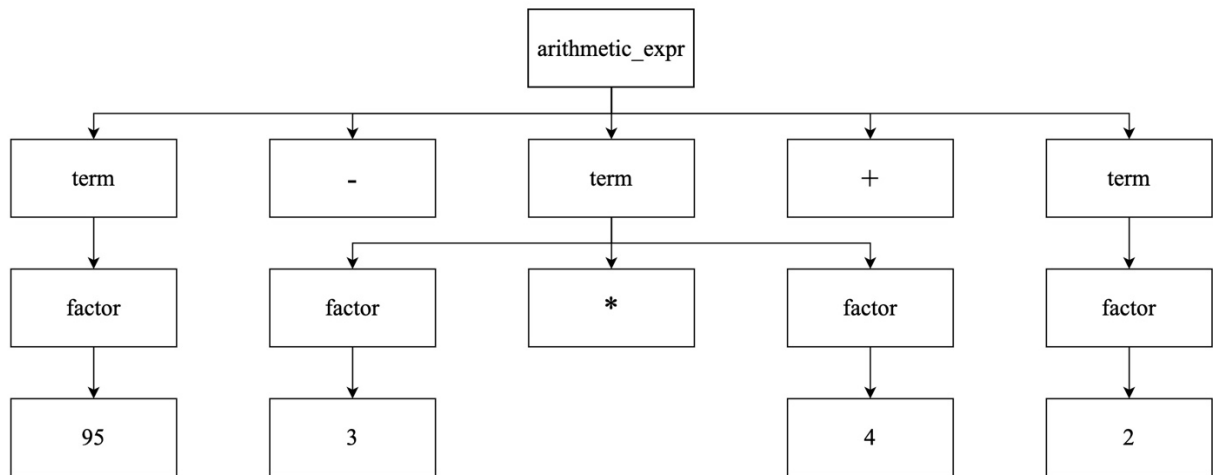 arithmetic_expr
term - term + term
factor factor * factor factor
95 3 4 2